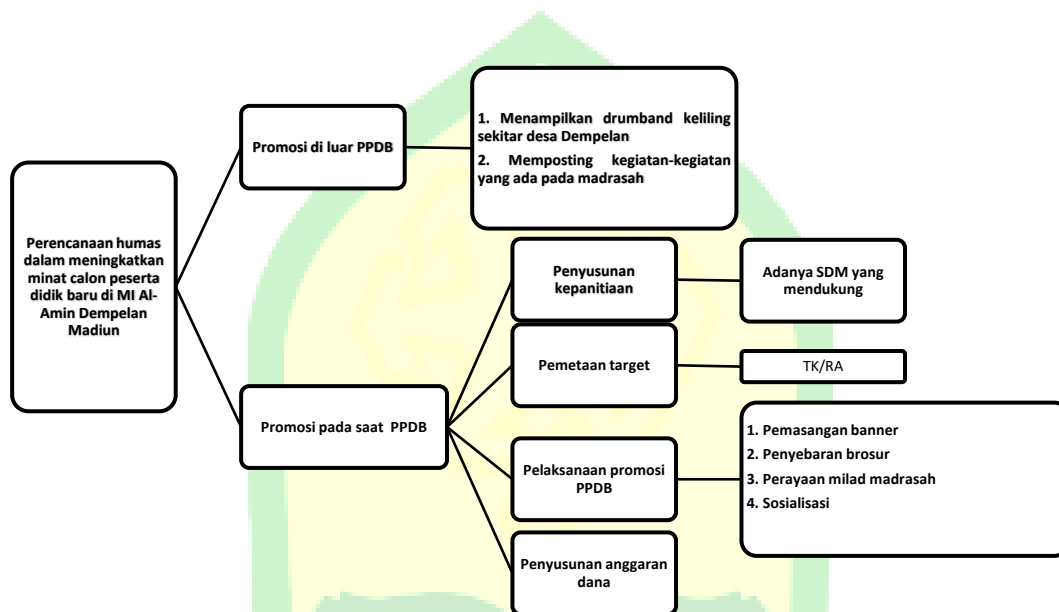 Perencanaan humas
dalam meningkatkan
minat calon peserta
didik baru di MI Al-
Amin Dempelan
Madiun
Promosi di luar PPDB
1. Menampilkan drumband keliling
sekitar desa Dempelan
2. Memposting kegiatan-kegiatan
yang ada pada madrasah
Promosi pada saat PPDB
Penyusunan
kepanitiaan
Adanya SDM yang
mendukung
Pemetaan target
TK/RA
Pelaksanaan promosi
PPDB
1. Pemasangan banner
2. Penyebaran brosur
3. Perayaan milad madrasah
4. Sosialisasi
Penyusunan anggaran
dana